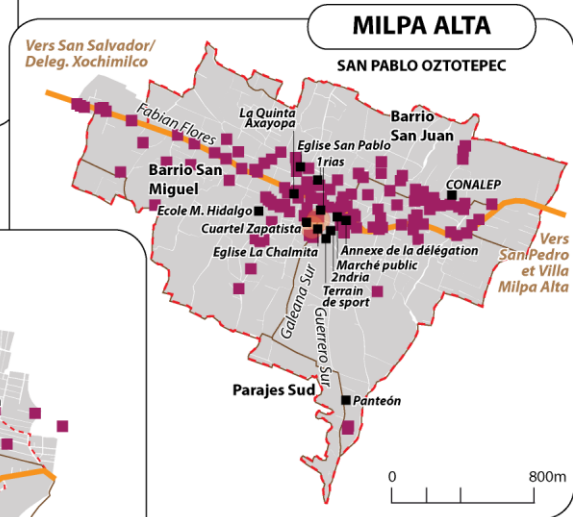 MILPA ALTA
SAN PABLO OZTOTEPEC
Vers San Salvador/
Deleg. Xochimilco
Fabian Flores
La Quinta
Axayopa
Barrio
San Juan
Eglise San Pablo
1rias
Barrio San
Miguel
CONALEP
Ecole M. Hidalgo
Cuartel Zapatista
Eglise La Chalmita
Annexe de la délégation
Marché public
2ndria
Terrain
de sport
Vers
San Pedro
et Villa
Milpa Alta
Galeana Sur
Guerrero Sur
Parajes Sud
Panteón
0 800m